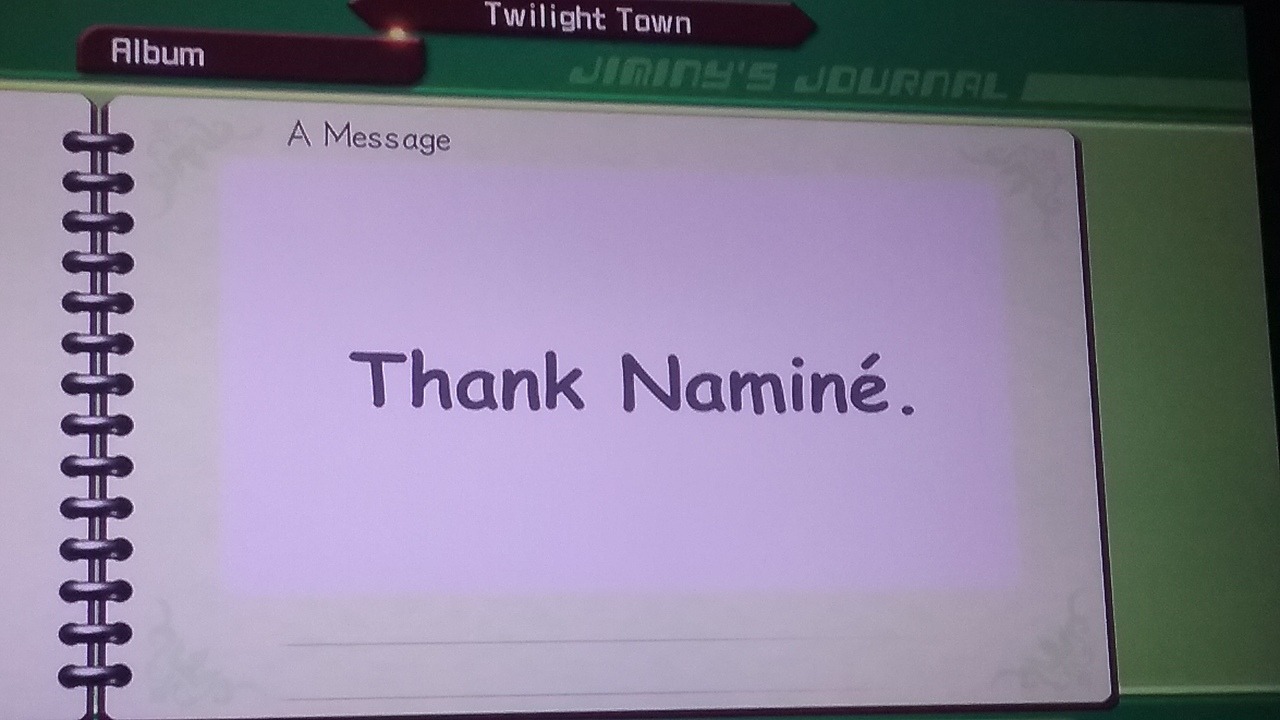 Twilight Town
Album
JIMINY'S JOURNAL
A Message
Thank Naminé.